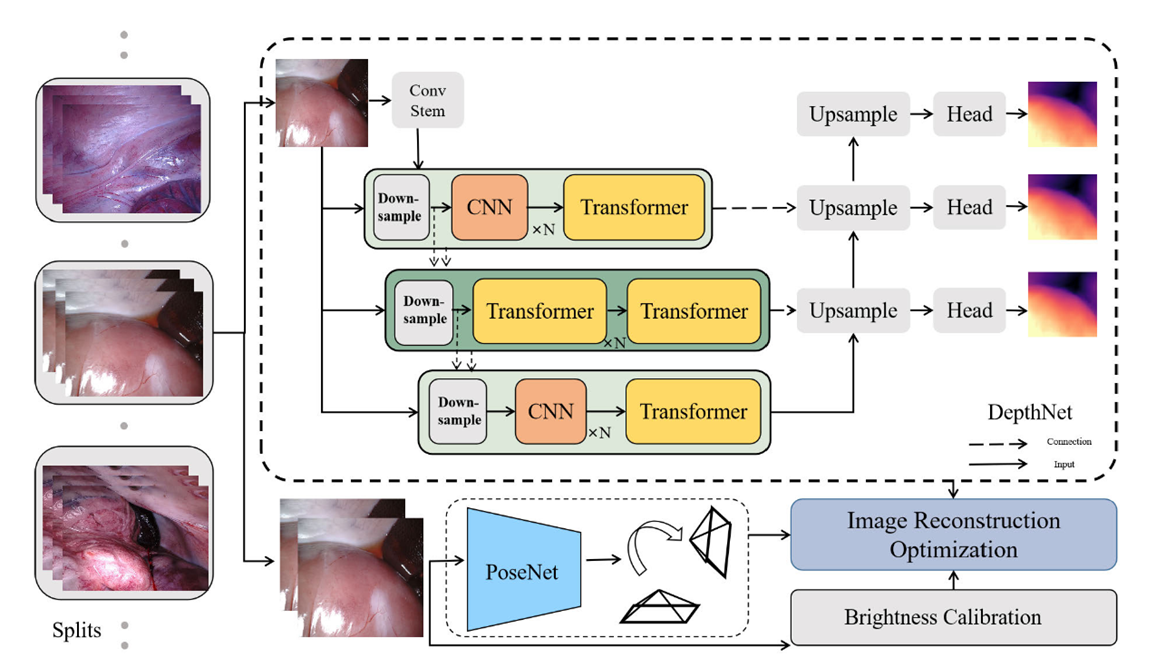 Conv
Stem
Upsample
Head
Down-
sample
CNN
×N
Transformer
Upsample
Head
Down-
sample
Transformer
×N
Transformer
Upsample
Head
Down-
sample
CNN
×N
Transformer
DepthNet
Connection
Input
PoseNet
Image Reconstruction
Optimization
Brightness Calibration
Splits